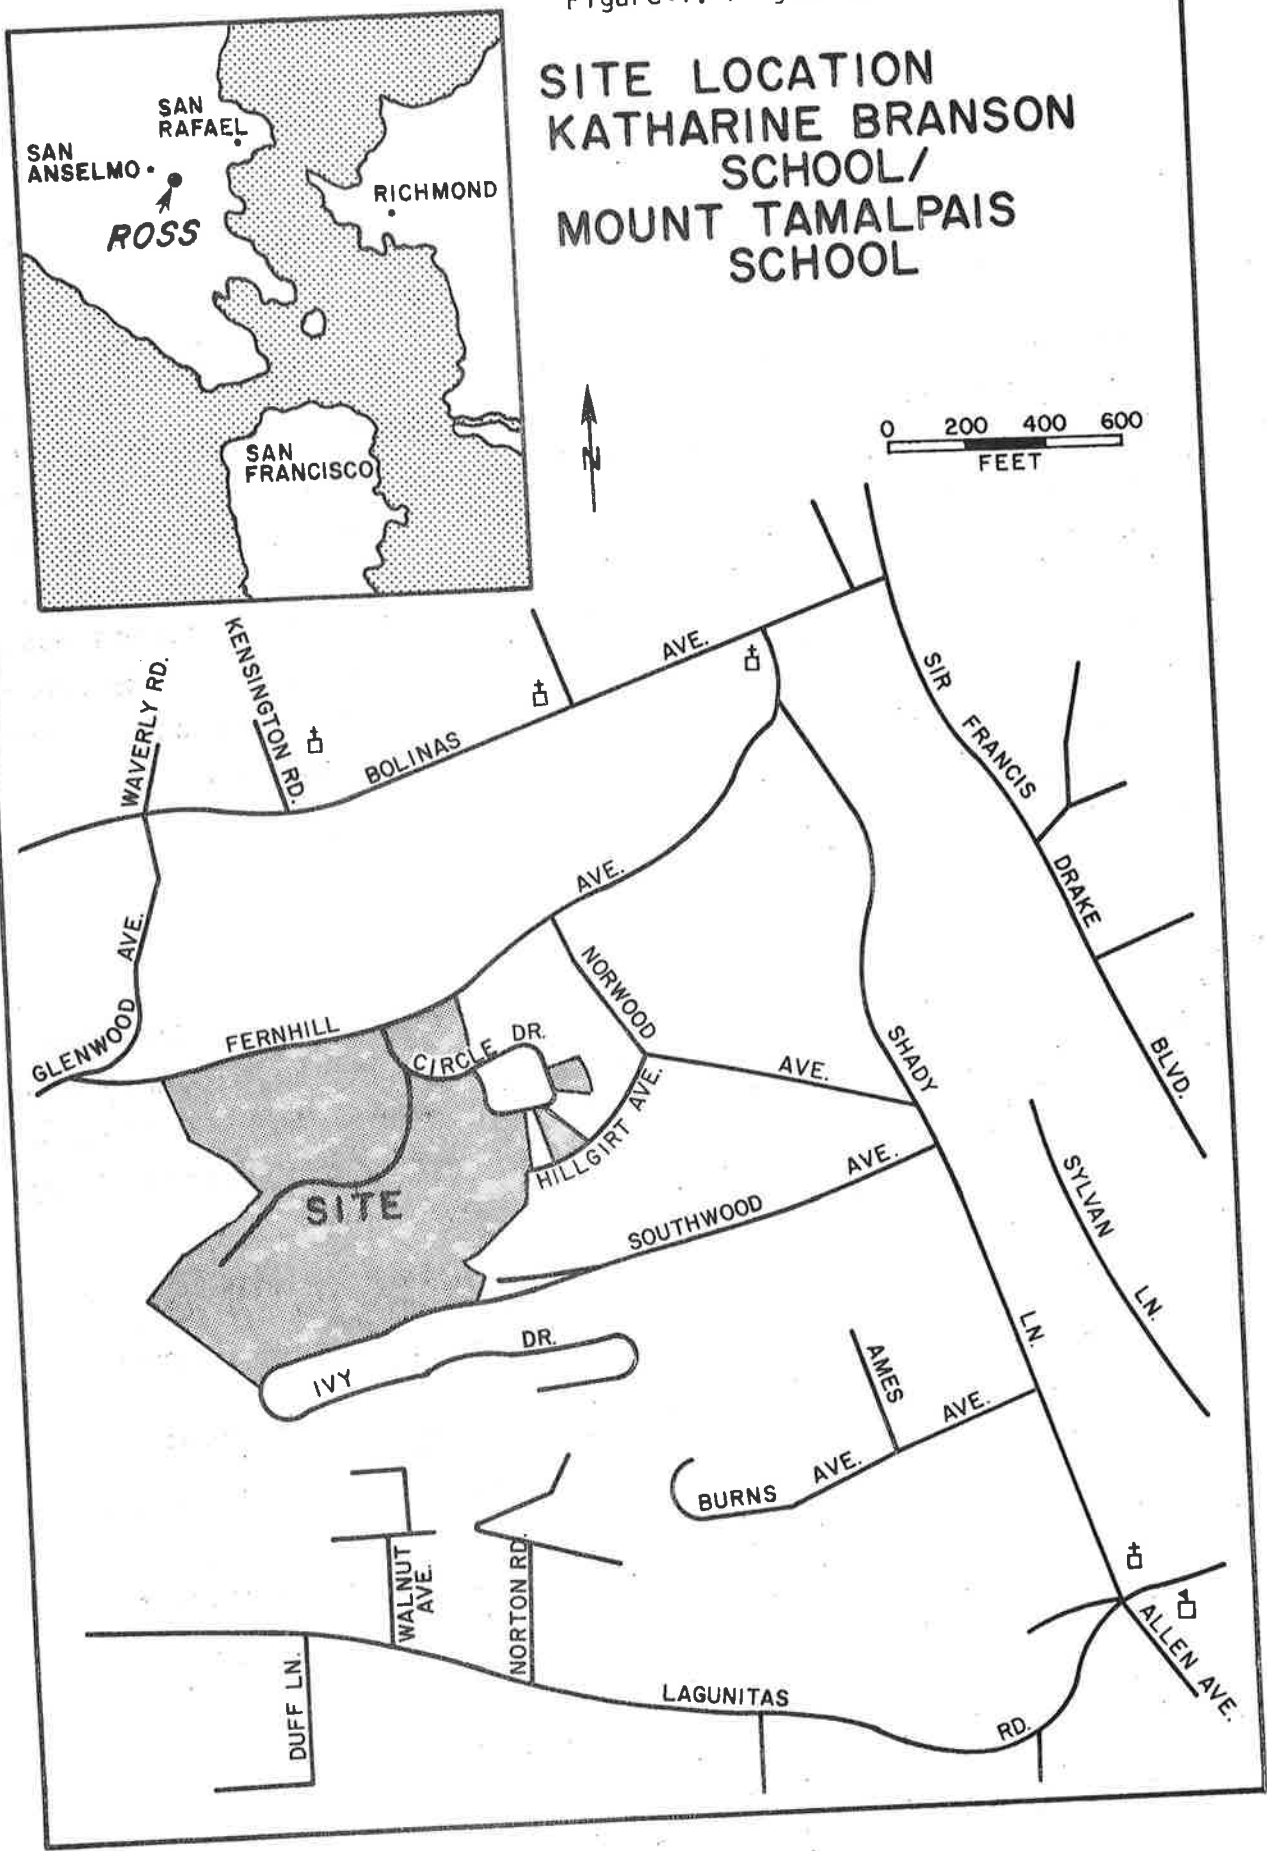 SITE LOCATION
KATHARINE BRANSON
SCHOOL/
MOUNT TAMALPAIS
SCHOOL
SAN
RAFAEL
SAN
ANSELMO
ROSS
RICHMOND
SAN
FRANCISCO
N
0 200 400 600
FEET
WAVERLY RD.
KENSINGTON RD.
BOLINAS AVE.
SIR FRANCIS DRAKE BLVD.
GLENWOOD AVE.
FERNHILL AVE.
NORWOOD AVE.
CIRCLE DR.
HILLGIRT AVE.
SHADY LN.
SITE
SOUTHWOOD AVE.
SYLVAN LN.
IVY DR.
AMES AVE.
BURNS AVE.
WALNUT
AVE.
NORTON RD.
DUFF LN.
LAGUNITAS RD.
ALLEN AVE.